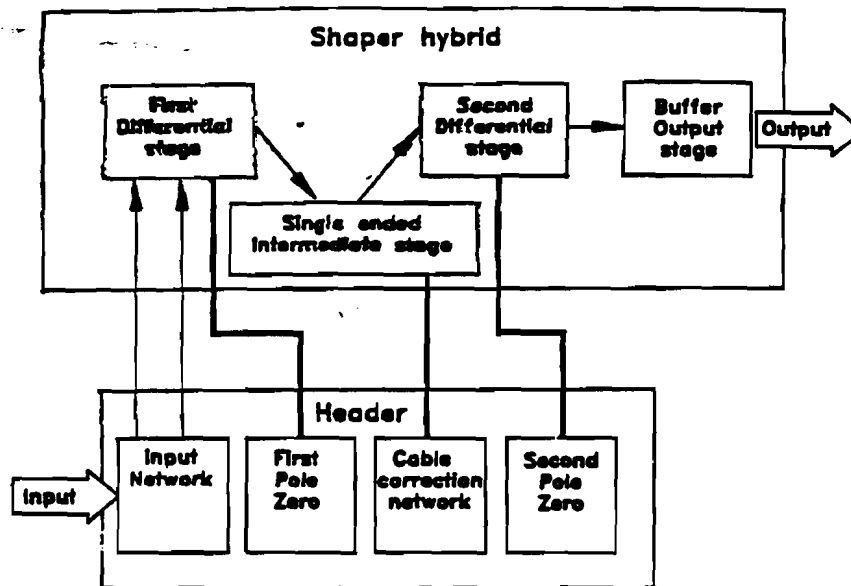 Shaper hybrid
First
Differential
stage
Second
Differential
stage
Buffer
Output
stage
Output
Single ended
intermediate stage
Header
Input
Input
Network
First
Pole
Zero
Cable
correction
network
Second
Pole
Zero